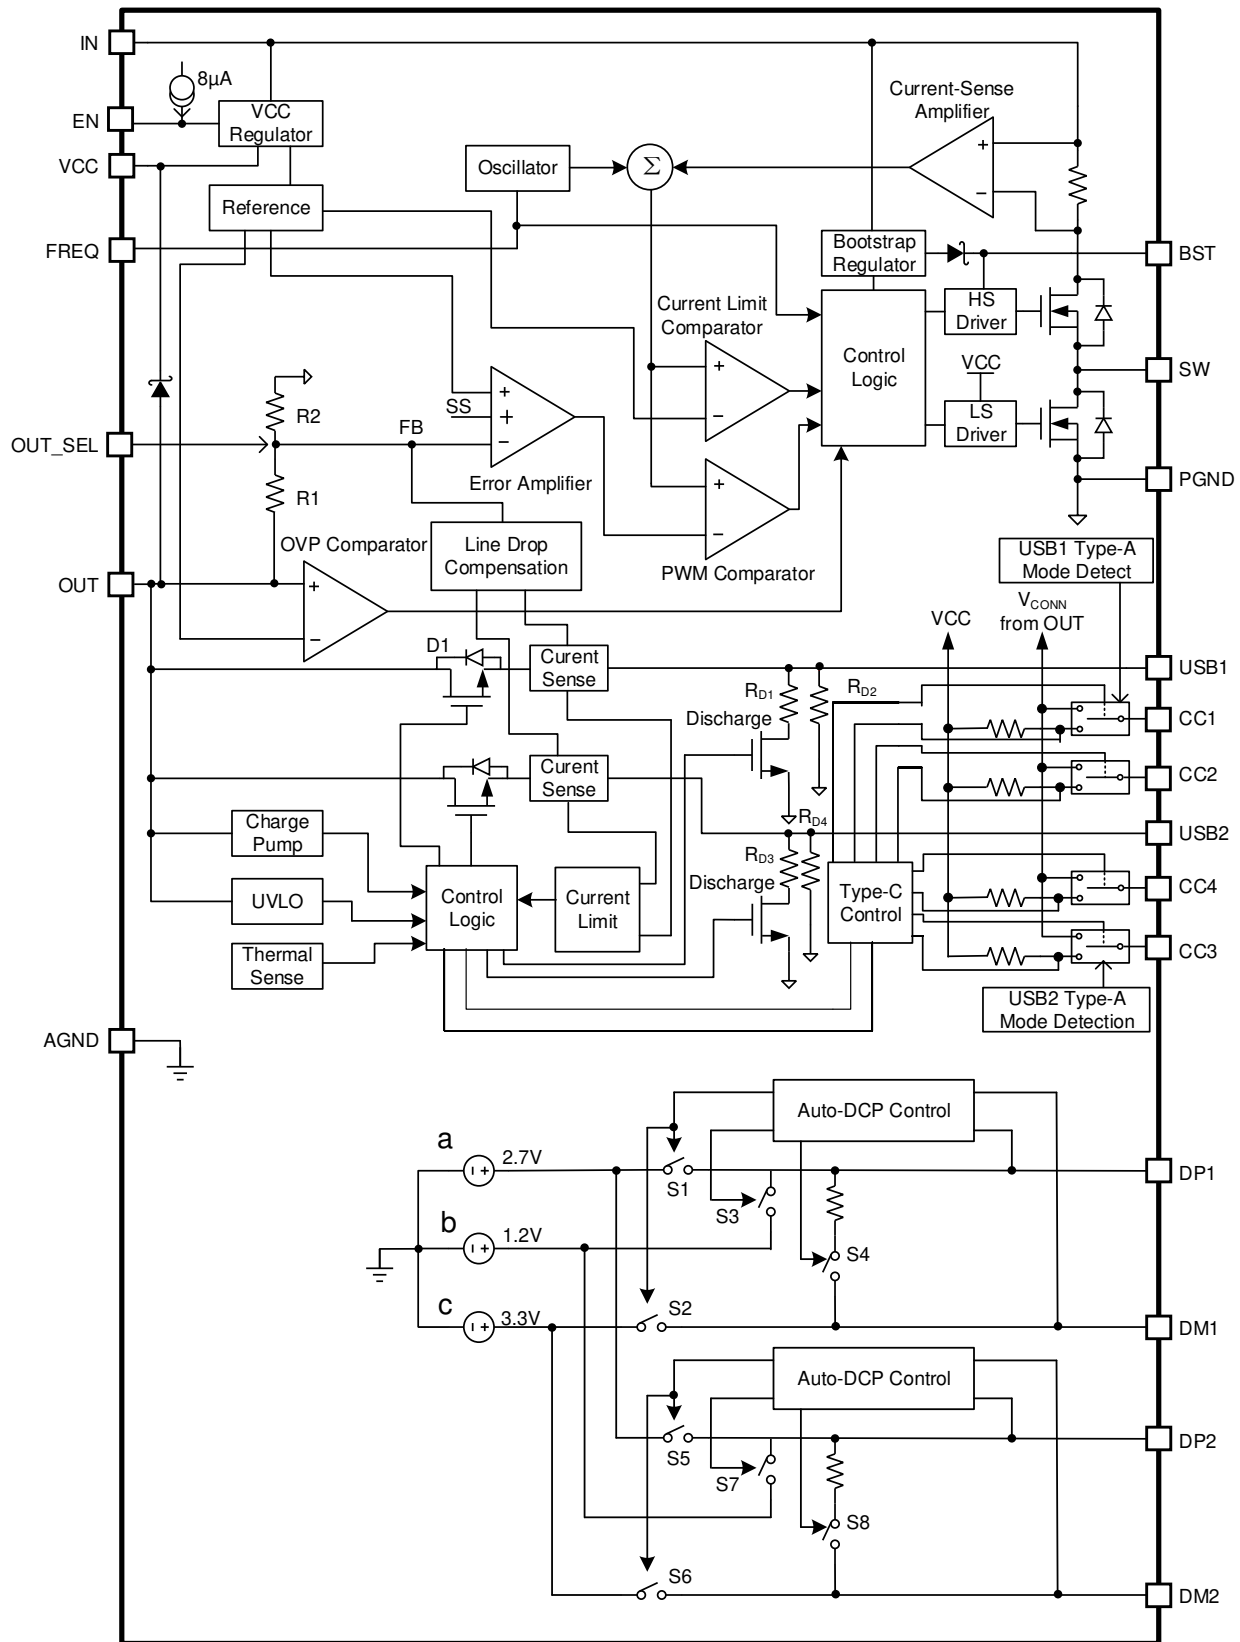 IN
8µA
EN
VCC
Regulator
VCC
Reference
FREQ
Oscillator
Σ
Current-Sense
Amplifier
+
−
Bootstrap
Regulator
BST
HS
Driver
Current Limit
Comparator
+
−
Control
Logic
VCC
LS
Driver
SW
PGND
R2
SS
FB
+
+
−
Error Amplifier
OUT_SEL
R1
+
−
PWM Comparator
OVP Comparator
Line Drop
Compensation
OUT
+
−
USB1 Type-A
Mode Detect
VCC
VCONN
from OUT
D1
Curent
Sense
USB1
RD1
RD2
Discharge
CC1
Curent
Sense
CC2
RD4
USB2
Charge
Pump
RD3
Discharge
UVLO
Control
Logic
Current
Limit
Type-C
Control
CC4
Thermal
Sense
CC3
USB2 Type-A
Mode Detection
AGND
Auto-DCP Control
a
2.7V
S1
DP1
S3
b
1.2V
S4
c
3.3V
S2
DM1
Auto-DCP Control
S5
DP2
S7
S8
S6
DM2